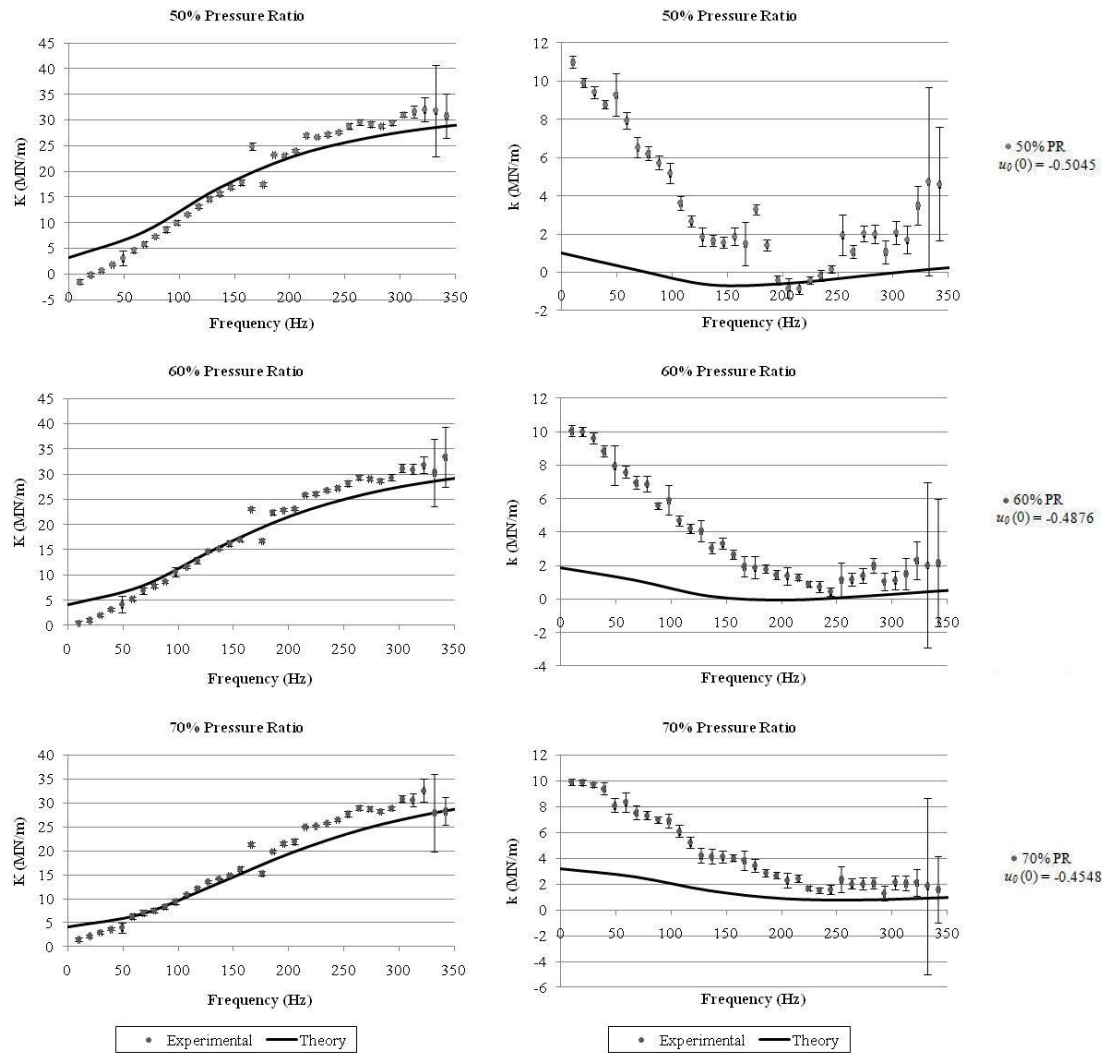 50% Pressure Ratio
45
40
35
30
25
20
15
10
5
0
-5
K (MN/m)
0 50 100 150 200 250 300 350
Frequency (Hz)
50% Pressure Ratio
12
10
8
6
4
2
0
-2
k (MN/m)
0 50 100 150 200 250 300 350
Frequency (Hz)
50% PR
u₀(0) = -0.5045
60% Pressure Ratio
45
40
35
30
25
20
15
10
5
0
K (MN/m)
0 50 100 150 200 250 300 350
Frequency (Hz)
60% Pressure Ratio
12
10
8
6
4
2
0
-2
-4
k (MN/m)
0 50 100 150 200 250 300 350
Frequency (Hz)
60% PR
u₀(0) = -0.4876
70% Pressure Ratio
40
35
30
25
20
15
10
5
0
K (MN/m)
0 50 100 150 200 250 300 350
Frequency (Hz)
70% Pressure Ratio
12
10
8
6
4
2
0
-2
-4
-6
k (MN/m)
0 50 100 150 200 250 300 350
Frequency (Hz)
70% PR
u₀(0) = -0.4548
Experimental Theory
Experimental Theory